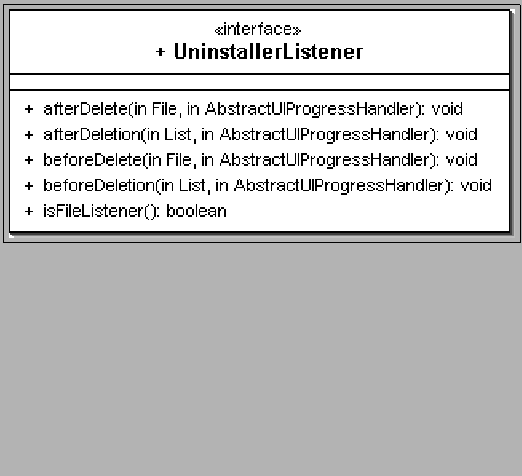 «interface»
+ UninstallerListener
+ afterDelete(in File, in AbstractUIProgressHandler): void
+ afterDeletion(in List, in AbstractUIProgressHandler): void
+ beforeDelete(in File, in AbstractUIProgressHandler): void
+ beforeDeletion(in List, in AbstractUIProgressHandler): void
+ isFileListener(): boolean